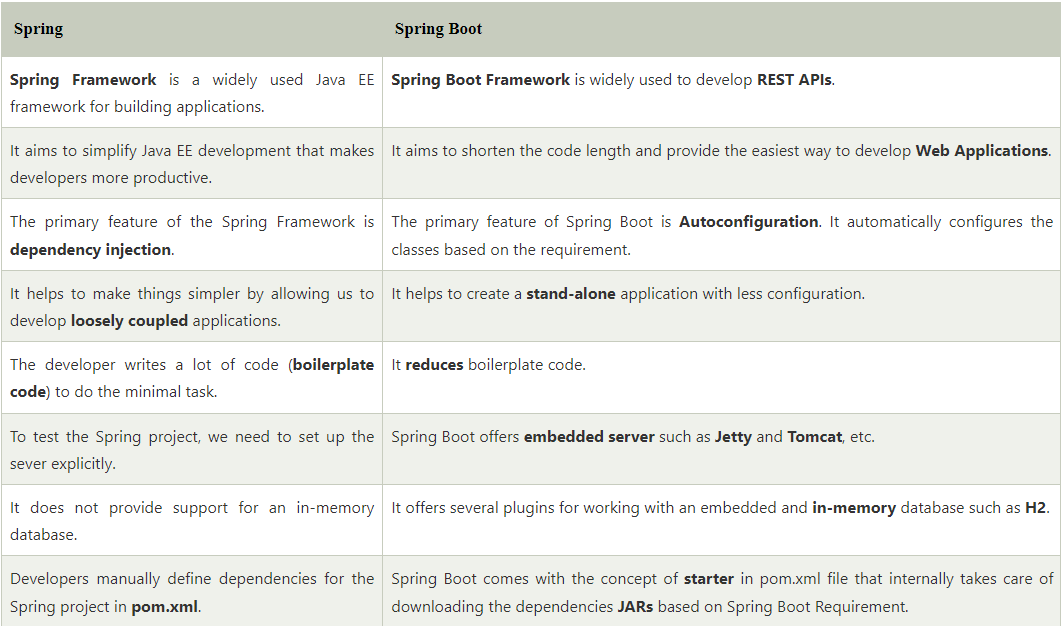 Spring
Spring Boot
Spring Framework is a widely used Java EE
framework for building applications.
Spring Boot Framework is widely used to develop REST APIs.
It aims to simplify Java EE development that makes
developers more productive.
It aims to shorten the code length and provide the easiest way to develop Web Applications.
The primary feature of the Spring Framework is
dependency injection.
The primary feature of Spring Boot is Autoconfiguration. It automatically configures the
classes based on the requirement.
It helps to make things simpler by allowing us to
develop loosely coupled applications.
It helps to create a stand-alone application with less configuration.
The developer writes a lot of code (boilerplate
code) to do the minimal task.
It reduces boilerplate code.
To test the Spring project, we need to set up the
sever explicitly.
Spring Boot offers embedded server such as Jetty and Tomcat, etc.
It does not provide support for an in-memory
database.
It offers several plugins for working with an embedded and in-memory database such as H2.
Developers manually define dependencies for the
Spring project in pom.xml.
Spring Boot comes with the concept of starter in pom.xml file that internally takes care of
downloading the dependencies JARs based on Spring Boot Requirement.